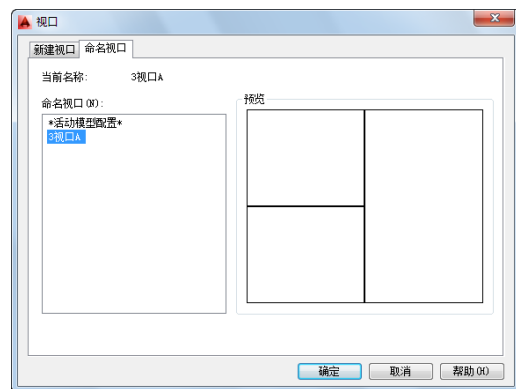 视口
新建视口 命名视口
当前名称: 3视口A
命名视口(N):
*活动模型配置*
3视口A
预览
确定 取消 帮助(H)